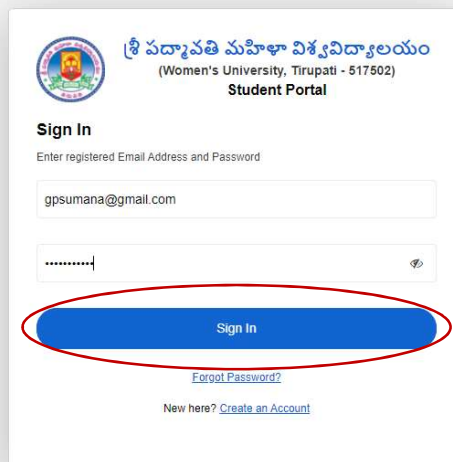 శ్రీ పద్మావతి మహిళా విశ్వవిద్యాలయం
(Women's University, Tirupati - 517502)
Student Portal
Sign In
Enter registered Email Address and Password
gpsumana@gmail.com
•••••••••••
Sign In
Forgot Password?
New here? Create an Account